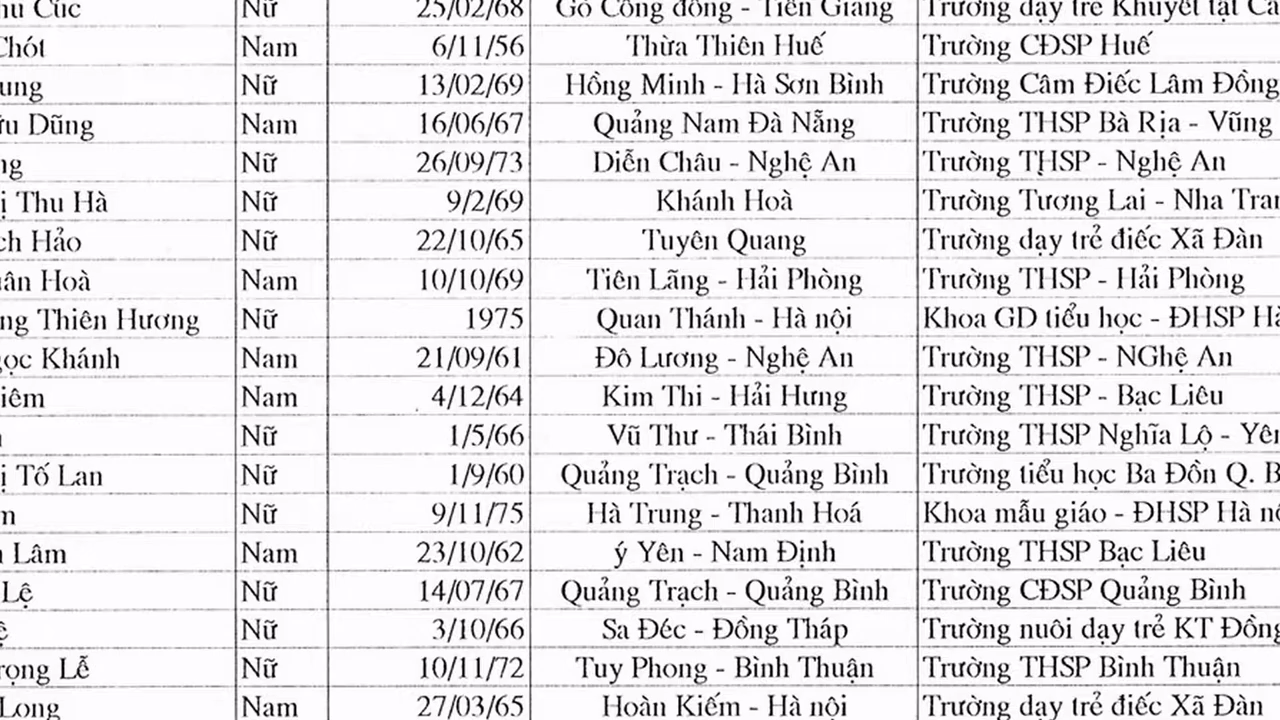 Thu Cúc Nữ 25/02/68 Gò Công đông - Tiền Giang Trường dạy trẻ Khuyết tật
Chót Nam 6/11/56 Thừa Thiên Huế Trường CĐSP Huế
Nữ 13/02/69 Hồng Minh - Hà Sơn Bình Trường Câm Điếc Lâm Đồng
Dũng Nam 16/06/67 Quảng Nam Đà Nẵng Trường THSP Bà Rịa - Vũng
Nữ 26/09/73 Diễn Châu - Nghệ An Trường THSP - Nghệ An
Thu Hà Nữ 9/2/69 Khánh Hoà Trường Tương Lai - Nha
Hảo Nữ 22/10/65 Tuyên Quang Trường dạy trẻ điếc Xã Đàn
Hoà Nam 10/10/69 Tiên Lãng - Hải Phòng Trường THSP - Hải Phòng
Thiên Hương Nữ 1975 Quan Thánh - Hà nội Khoa GD tiểu học - ĐHSP
Khánh Nam 21/09/61 Đô Lương - Nghệ An Trường THSP - NGhệ An
Nam 4/12/64 Kim Thi - Hải Hưng Trường THSP - Bạc Liêu
Nữ 1/5/66 Vũ Thư - Thái Bình Trường THSP Nghĩa Lộ - Yên
Tố Lan Nữ 1/9/60 Quảng Trạch - Quảng Bình Trường tiểu học Ba Đồn Q.
Nữ 9/11/75 Hà Trung - Thanh Hoá Khoa mẫu giáo - ĐHSP Hà
Lâm Nam 23/10/62 ý Yên - Nam Định Trường THSP Bạc Liêu
Lệ Nữ 14/07/67 Quảng Trạch - Quảng Bình Trường CĐSP Quảng Bình
Nữ 3/10/66 Sa Đéc - Đồng Tháp Trường nuôi dạy trẻ KT Đồng
Lễ Nữ 10/11/72 Tuy Phong - Bình Thuận Trường THSP Bình Thuận
Long Nam 27/03/65 Hoàn Kiếm - Hà nội Trường dạy trẻ điếc Xã Đàn